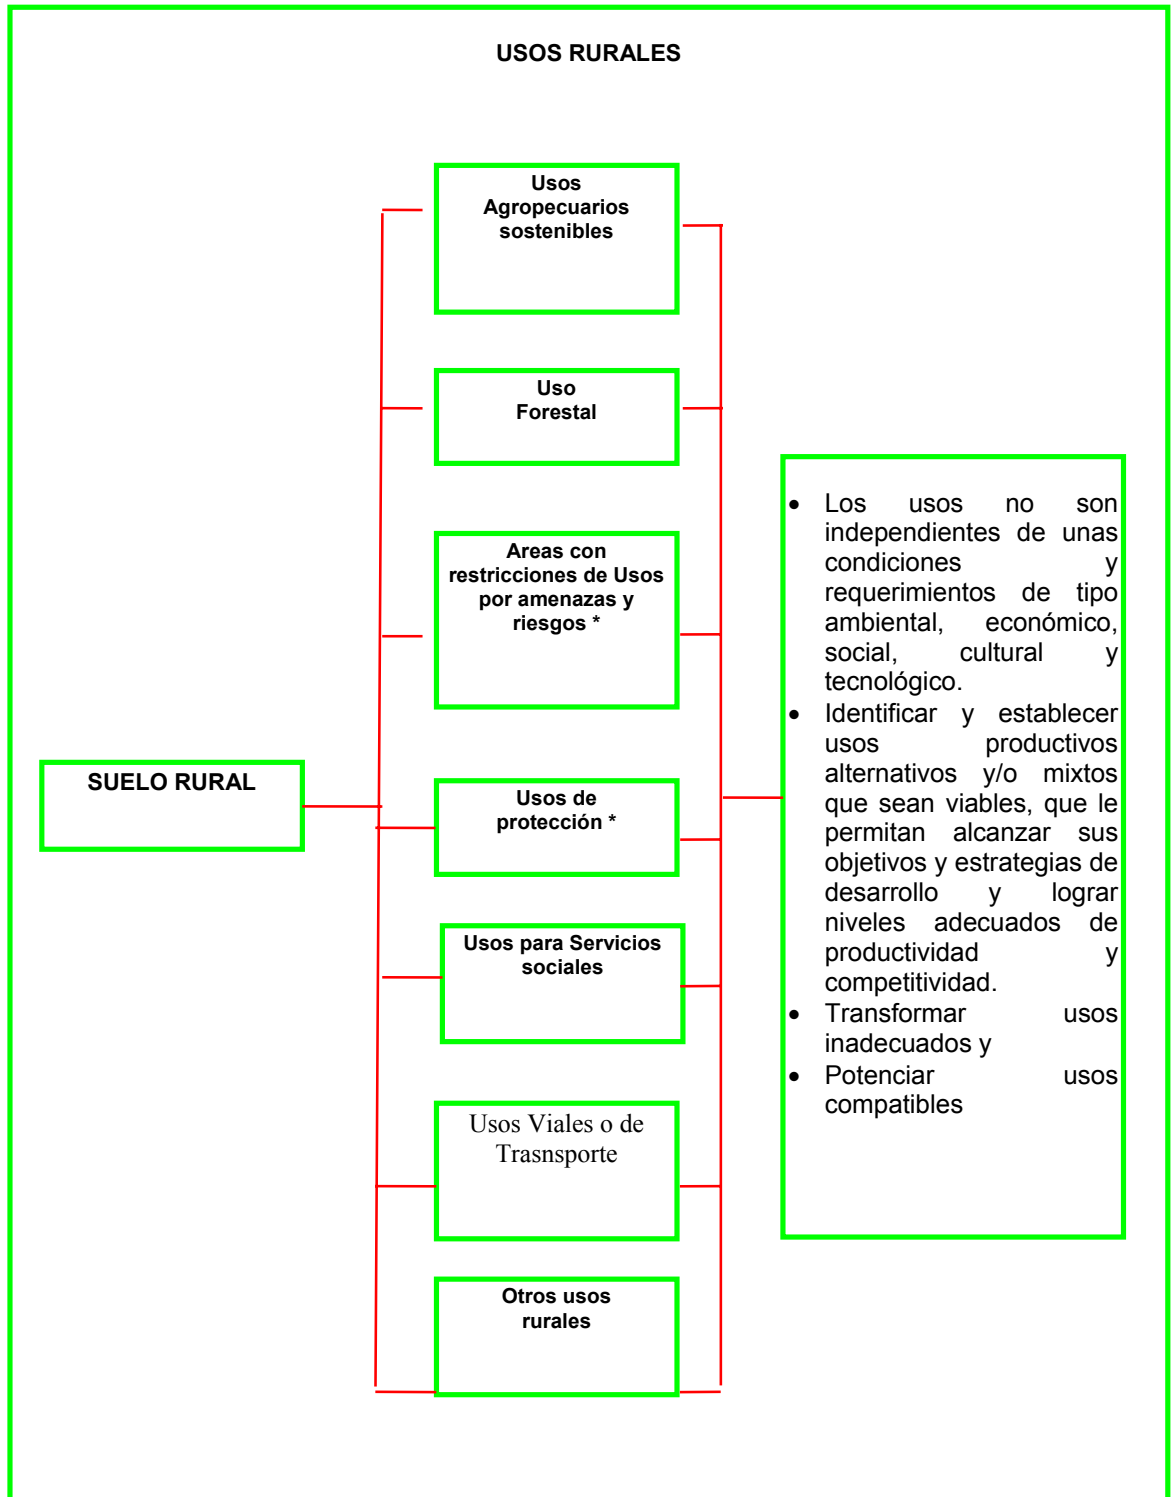 USOS RURALES
Usos
Agropecuarios
sostenibles
Uso
Forestal
Areas con
restricciones de Usos
por amenazas y
riesgos *
SUELO RURAL
Usos de
protección *
Usos para Servicios
sociales
Usos Viales o de
Trasnsporte
Otros usos
rurales
• Los usos no son
independientes de unas
condiciones y
requerimientos de tipo
ambiental, económico,
social, cultural y
tecnológico.
• Identificar y establecer
usos productivos
alternativos y/o mixtos
que sean viables, que le
permitan alcanzar sus
objetivos y estrategias de
desarrollo y lograr
niveles adecuados de
productividad y
competitividad.
• Transformar usos
inadecuados y
• Potenciar usos
compatibles